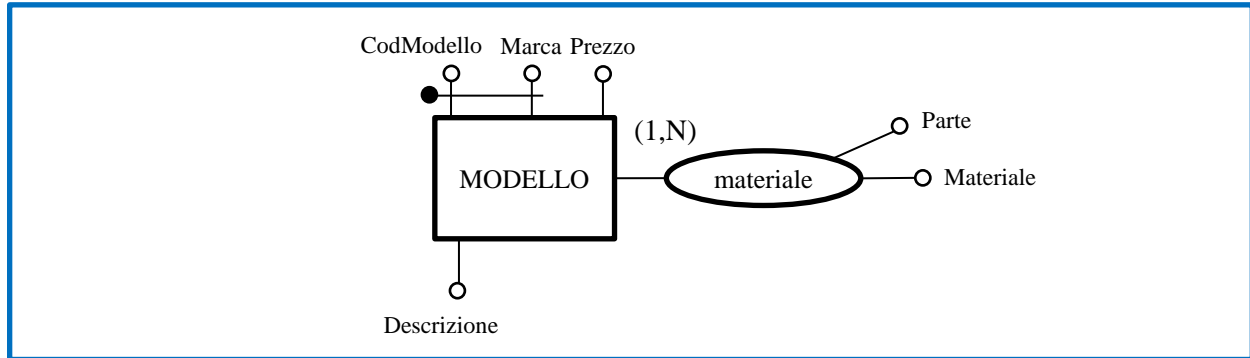 CodModello Marca Prezzo
(1,N)
Parte
MODELLO
materiale
Materiale
Descrizione